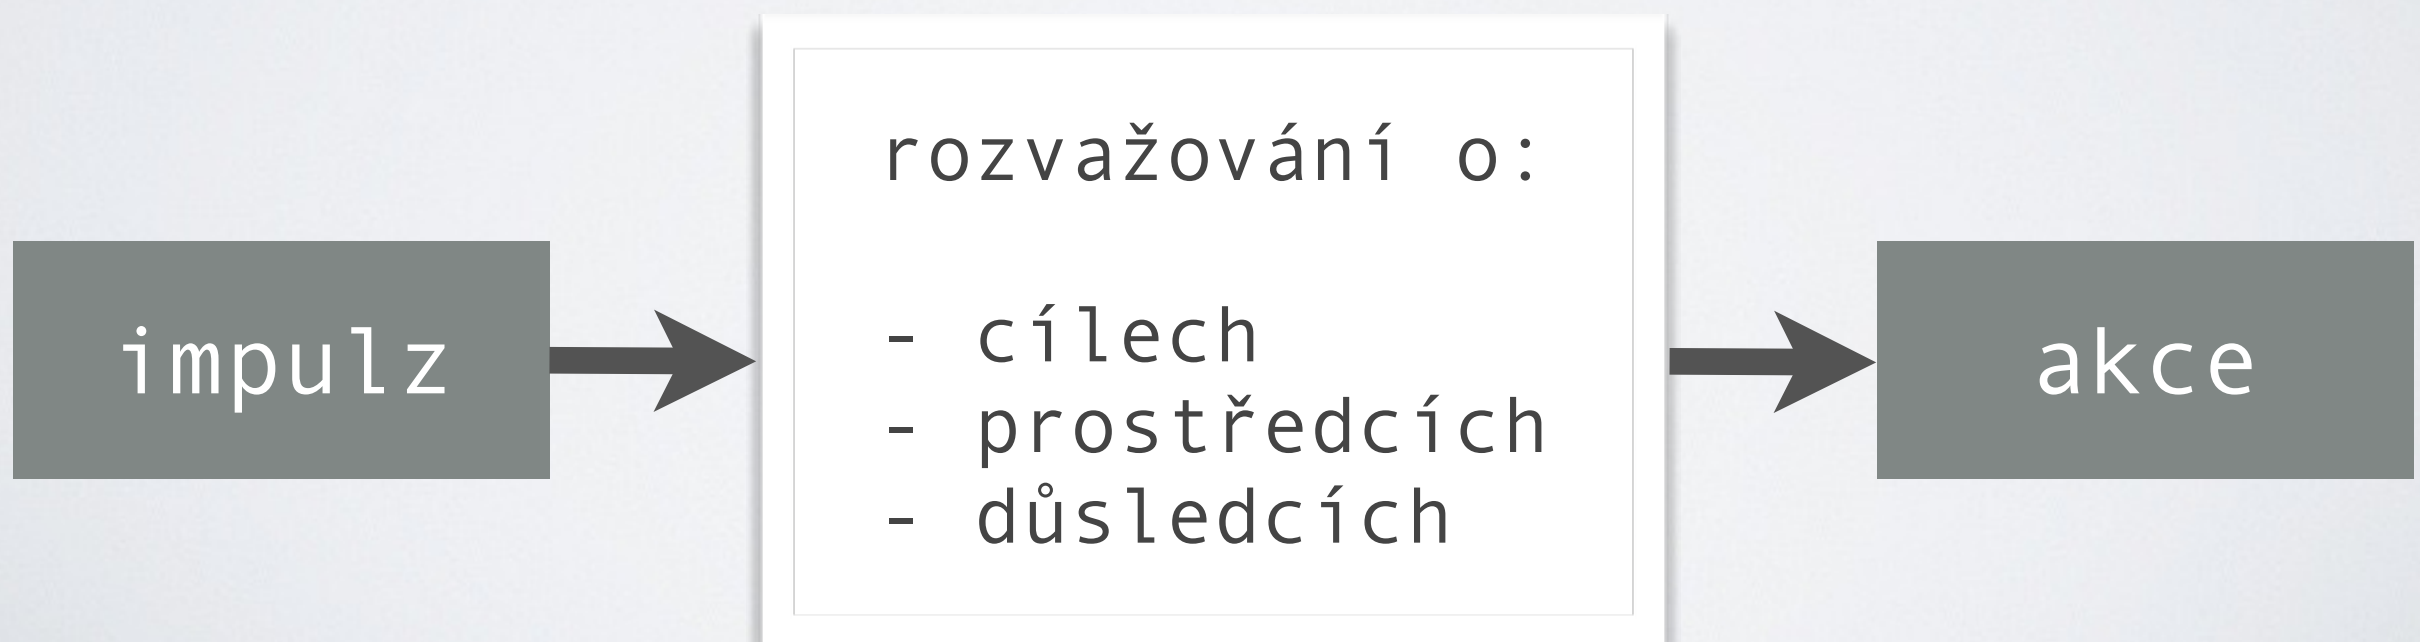 impulz
rozvažování o:
- cílech
- prostředcích
- důsledcích
akce